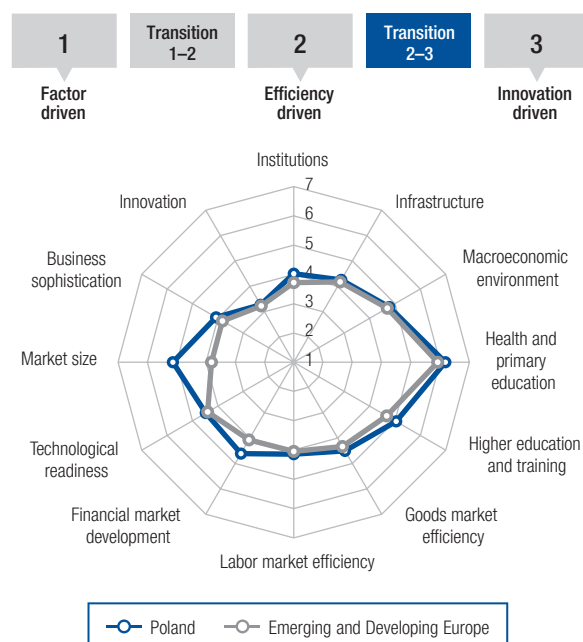 1
Transition
1–2
2
Transition
2–3
3
Factor
driven
Efficiency
driven
Innovation
driven
Institutions
7
Innovation
Infrastructure
6
5
Business
sophistication
Macroeconomic
environment
4
3
2
Market size
1
Health and
primary
education
Technological
readiness
Higher education
and training
Financial market
development
Goods market
efficiency
Labor market efficiency
Poland
Emerging and Developing Europe